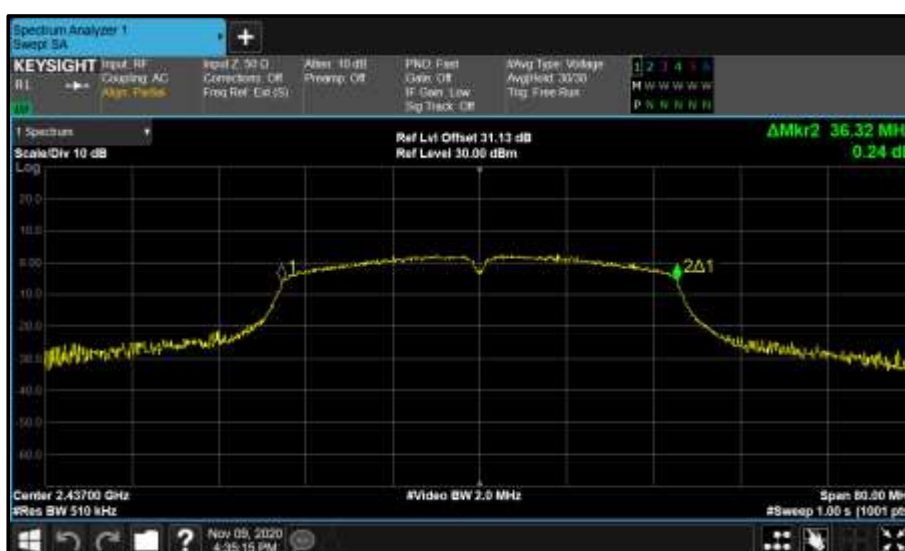 Spectrum Analyzer 1
Swept SA
+
KEYSIGHT Input: RF Input Z: 50 Ω Atten: 10 dB PNO: Fast #Avg Type: Voltage 1 2 3 4 5 6
Coupling: AC Corrections: Off Preamp: Off Gate: Off Avg|Hold: 30/30 M W W W W W W
Align: Partial Freq Ref: Ext (S) IF Gain: Low Trig: Free Run
Sig Track: Off P N N N N N N
1 Spectrum Ref Lvl Offset 31.13 dB ΔMkr2 36.32 MH
Scale/Div 10 dB Ref Level 30.00 dBm 0.24 d
Log
20.0
10.0
0.00
1
2Δ1
-10.0
-20.0
-30.0
-40.0
-50.0
-60.0
Center 2.43700 GHz #Video BW 2.0 MHz Span 80.00 MH
#Res BW 510 kHz #Sweep 1.00 s (1001 pts
? Nov 09, 2020
4:35:15 PM